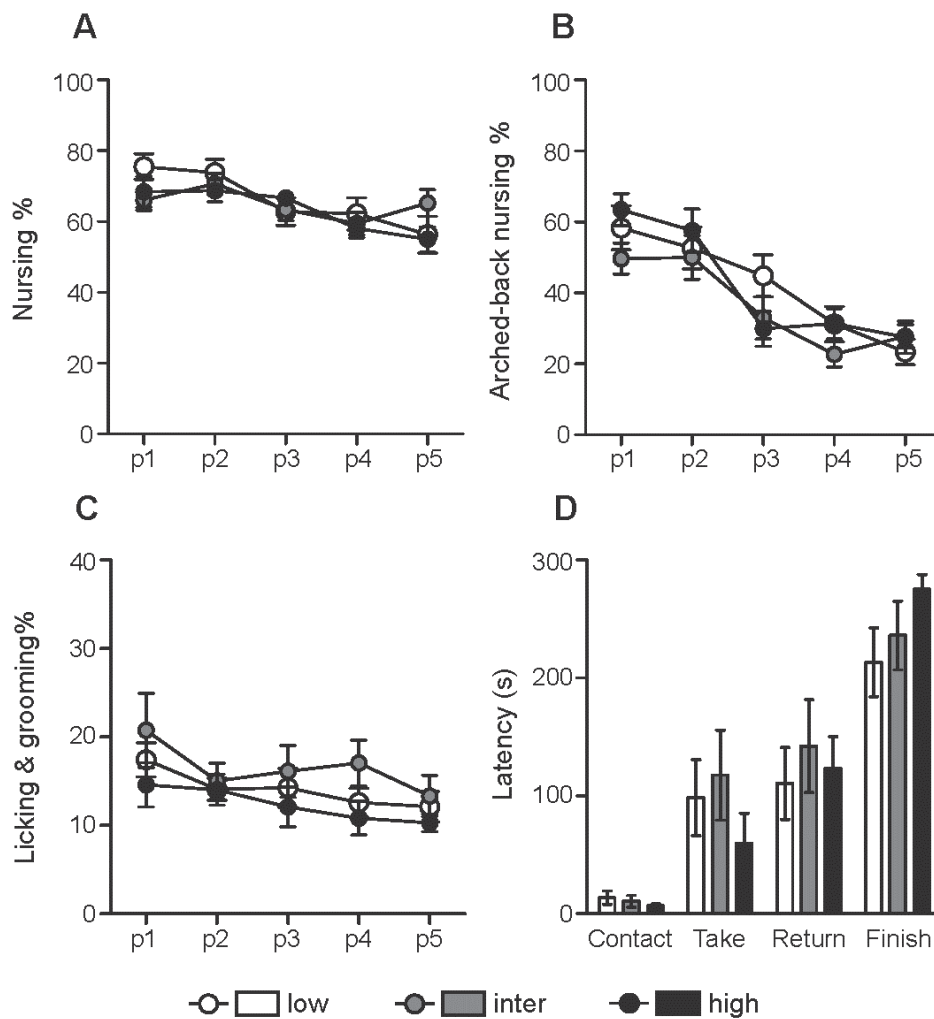 A
100
80
60
40
20
0
Nursing %
p1 p2 p3 p4 p5
B
100
80
60
40
20
0
Arched-back nursing %
p1 p2 p3 p4 p5
C
40
30
20
10
0
Licking & grooming%
p1 p2 p3 p4 p5
D
300
200
100
0
Latency (s)
Contact Take Return Finish
low inter high